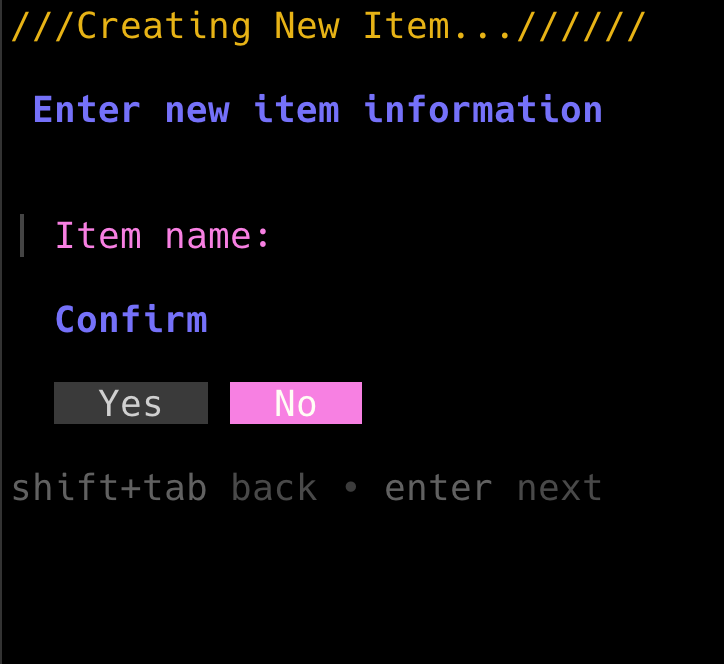 ///Creating New Item...//////
Enter new item information
Item name:
Confirm
Yes No
shift+tab back • enter next